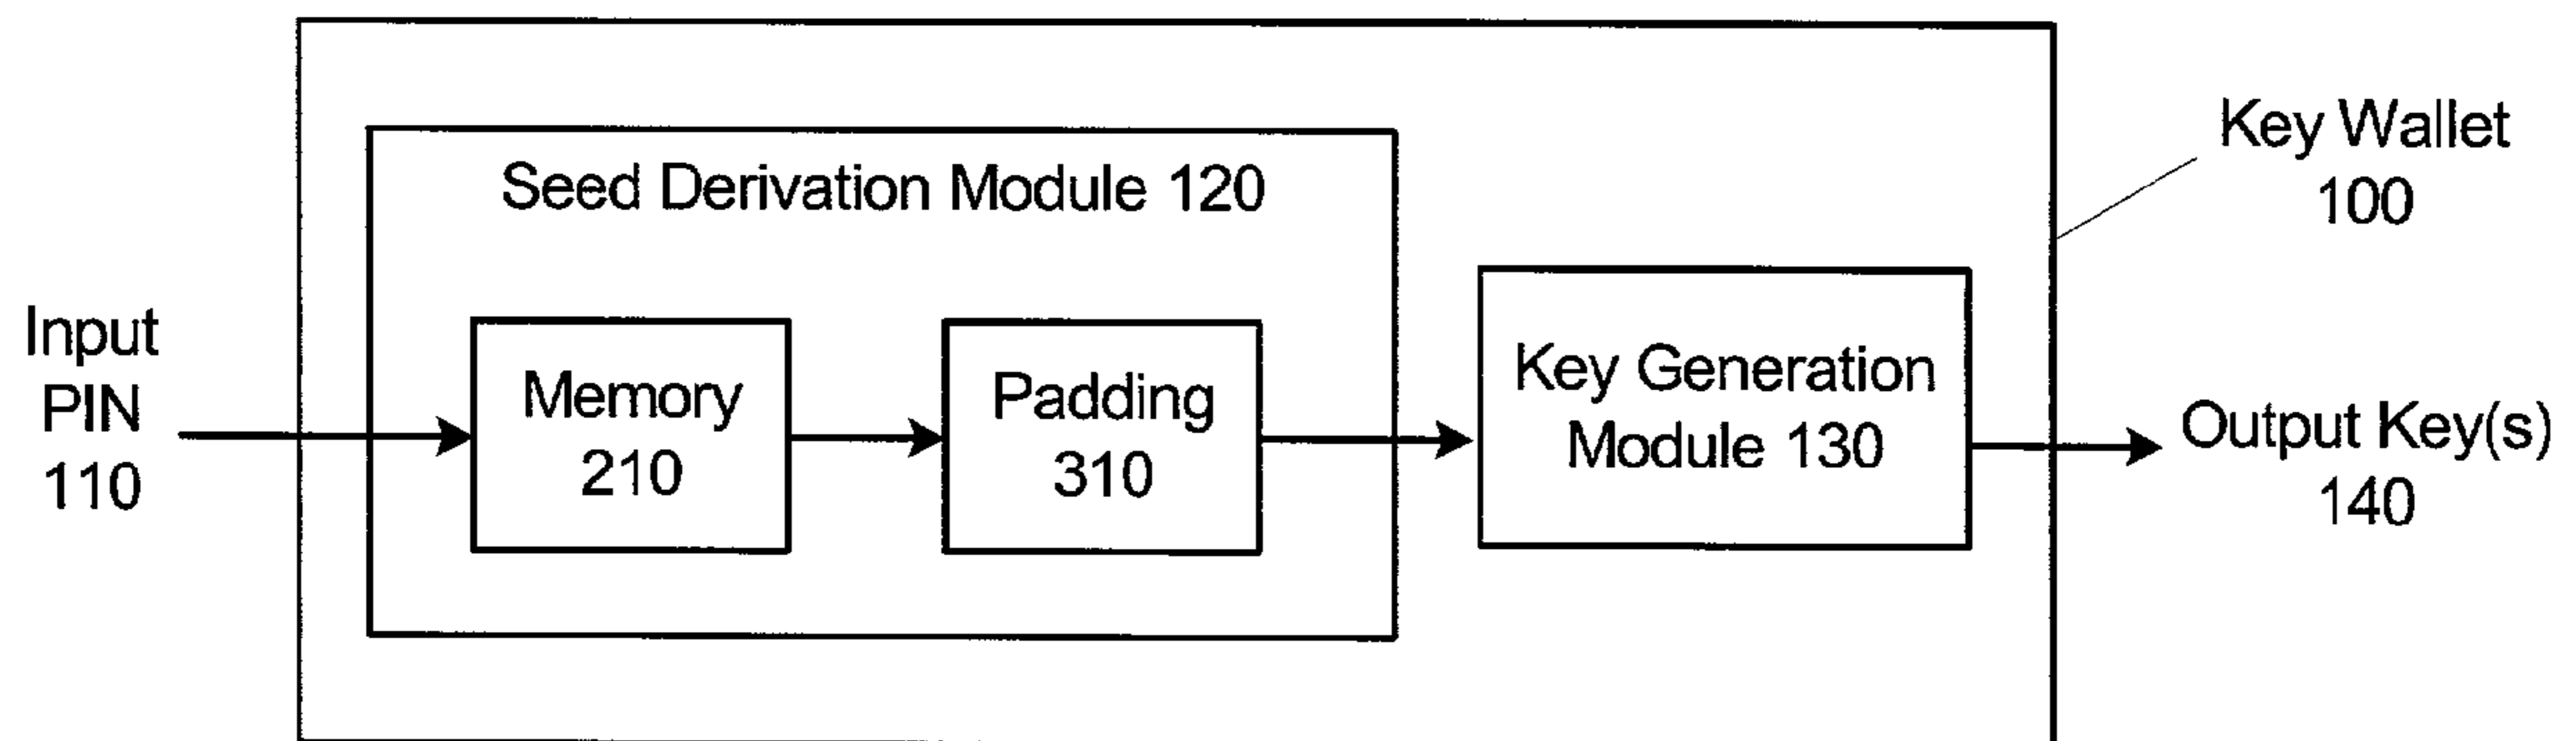 Key Wallet
100
Seed Derivation Module 120
Input
PIN
110
Memory
210
Padding
310
Key Generation
Module 130
Output Key(s)
140